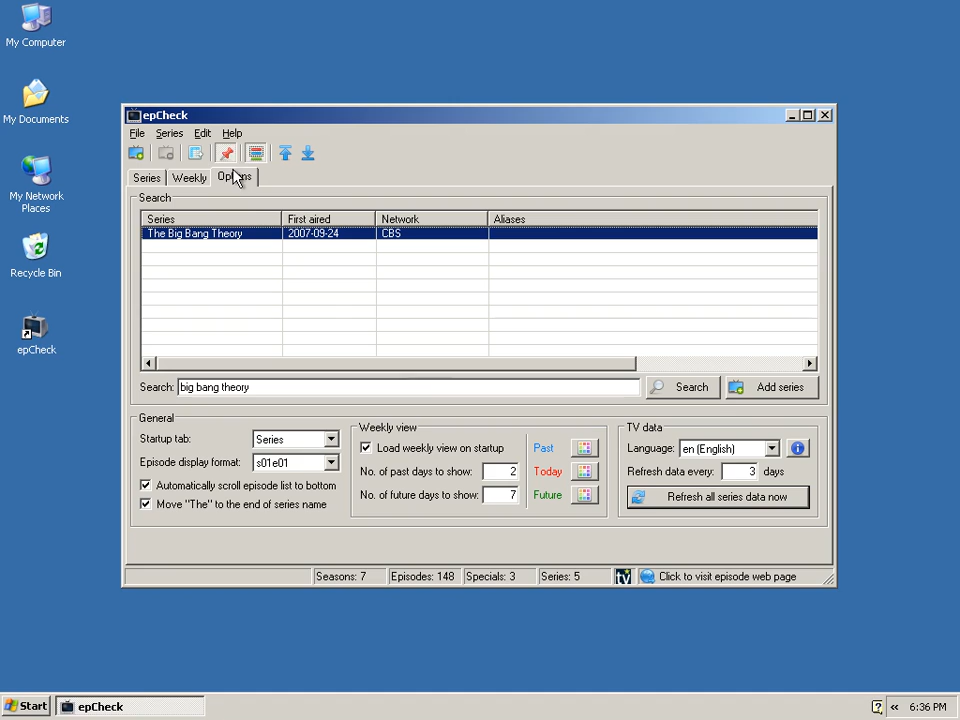 My Computer
My Documents
My Network
Places
Recycle Bin
epCheck
epCheck
File Series Edit Help
Series Weekly
Search
Series First aired Network Aliases
The Big Bang Theory 2007-09-24 CBS
Search: big bang theory Search Add series
General
Startup tab: Series
Episode display format: s01e01
Automatically scroll episode list to bottom
Move "The" to the end of series name
Weekly view
Load weekly view on startup Past
No. of past days to show: 2 Today
No. of future days to show: 7 Future
TV data
Language: en (English)
Refresh data every: 3 days
Refresh all series data now
Seasons: 7 Episodes: 148 Specials: 3 Series: 5 tv Click to visit episode web page
Start epCheck 6:36 PM